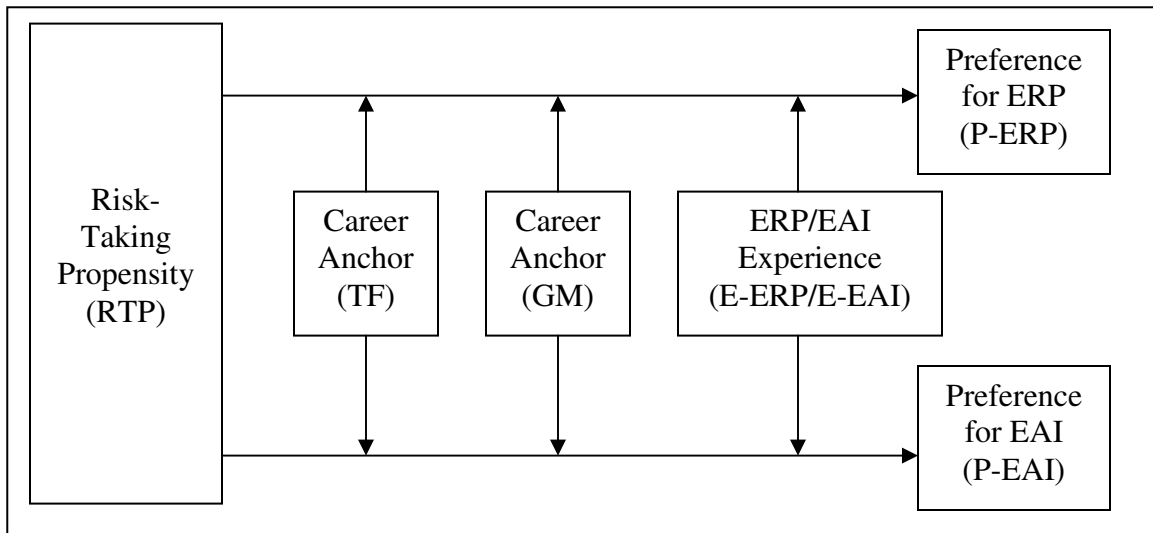 Risk-
Taking
Propensity
(RTP)
Career
Anchor
(TF)
Career
Anchor
(GM)
ERP/EAI
Experience
(E-ERP/E-EAI)
Preference
for ERP
(P-ERP)
Preference
for EAI
(P-EAI)